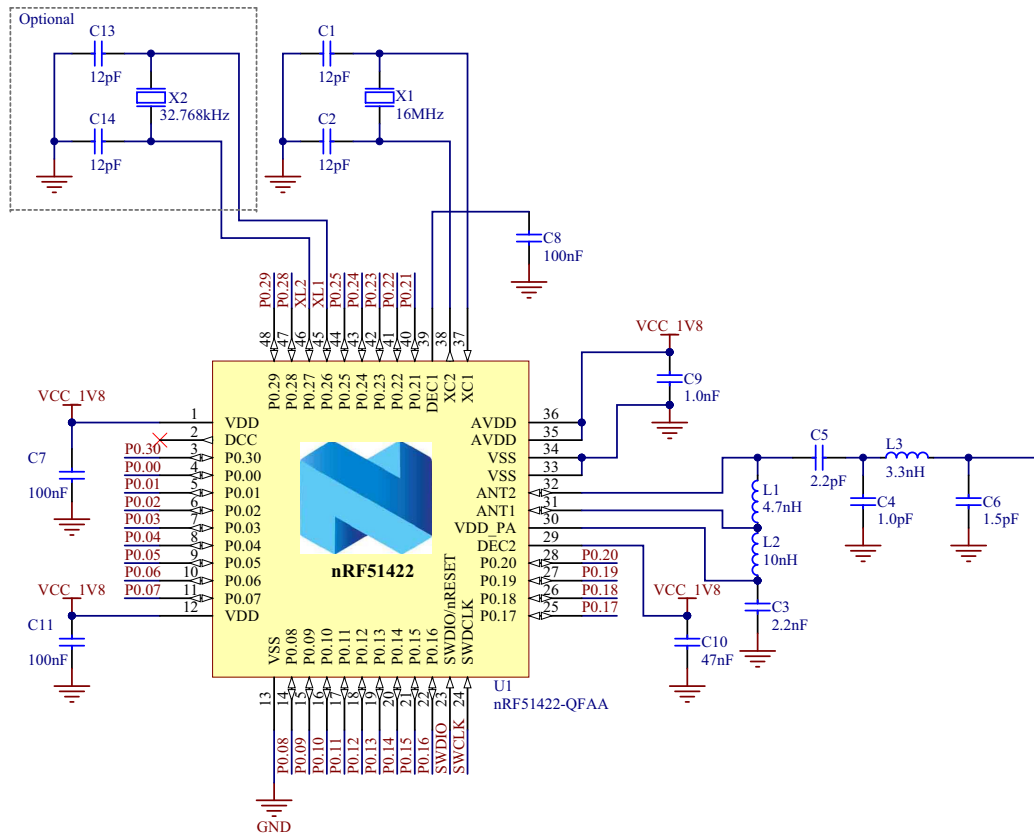 Optional
C13
12pF
X2
32.768kHz
C14
12pF
C1
12pF
X1
16MHz
C2
12pF
C8
100nF
P0.29
P0.28
XL2
XL1
P0.25
P0.24
P0.23
P0.22
P0.21
48
47
46
45
44
43
42
41
40
39
38
37
P0.29
P0.28
P0.27
P0.26
P0.25
P0.24
P0.23
P0.22
P0.21
DEC1
XC2
XC1
VCC_1V8
C7
100nF
P0.30
P0.00
P0.01
P0.02
P0.03
P0.04
P0.05
P0.06
P0.07
VCC_1V8
C11
100nF
1
2
3
4
5
6
7
8
9
10
11
12
VDD
DCC
P0.30
P0.00
P0.01
P0.02
P0.03
P0.04
P0.05
P0.06
P0.07
VDD
nRF51422
AVDD
AVDD
VSS
VSS
ANT2
ANT1
VDD_PA
DEC2
P0.20
P0.19
P0.18
P0.17
36
35
34
33
32
31
30
29
28
27
26
25
P0.20
P0.19
P0.18
P0.17
VCC_1V8
C9
1.0nF
C5
2.2pF
L3
3.3nH
L1
4.7nH
C4
1.0pF
C6
1.5pF
L2
10nH
C3
2.2nF
VCC_1V8
C10
47nF
VSS
P0.08
P0.09
P0.10
P0.11
P0.12
P0.13
P0.14
P0.15
P0.16
SWDIO/nRESET
SWDCLK
13
14
15
16
17
18
19
20
21
22
23
24
P0.08
P0.09
P0.10
P0.11
P0.12
P0.13
P0.14
P0.15
P0.16
SWDIO
SWCLK
U1
nRF51422-QFAA
GND